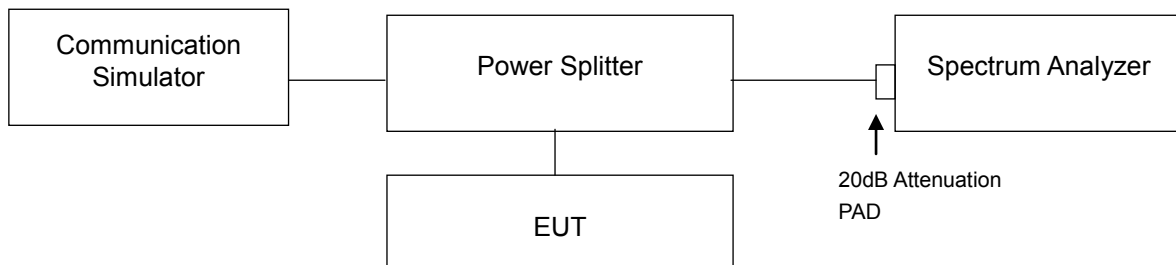 Communication
Simulator
Power Splitter
Spectrum Analyzer
20dB Attenuation
PAD
EUT